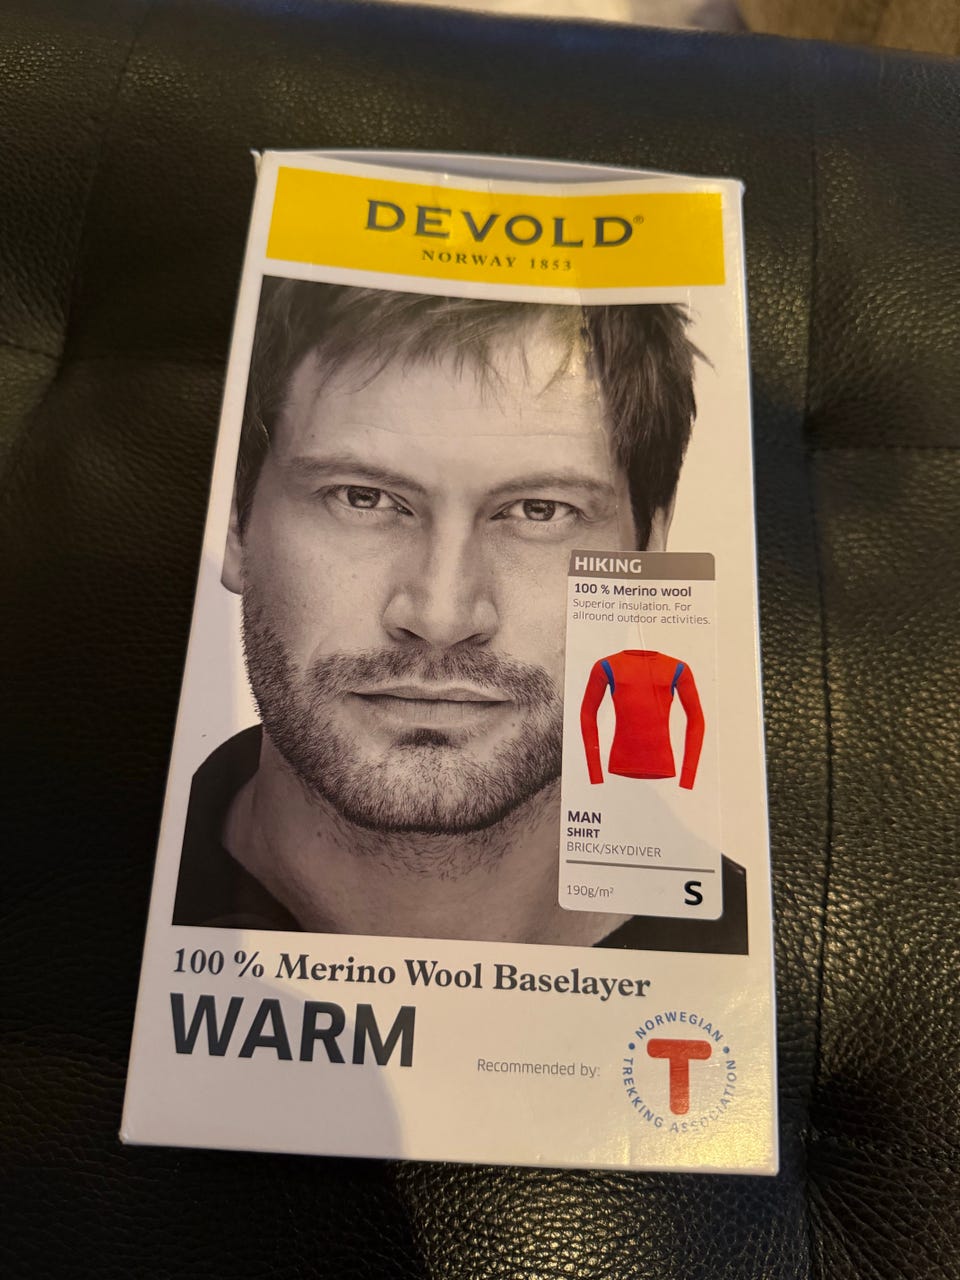 DEVOLD®
NORWAY 1853
HIKING
100 % Merino wool
Superior insulation. For
allround outdoor activities.
MAN
SHIRT
BRICK/SKYDIVER
190g/m²
S
100 % Merino Wool Baselayer
WARM
Recommended by:
NORWEGIAN • TREKKING ASSOCIATION •
T